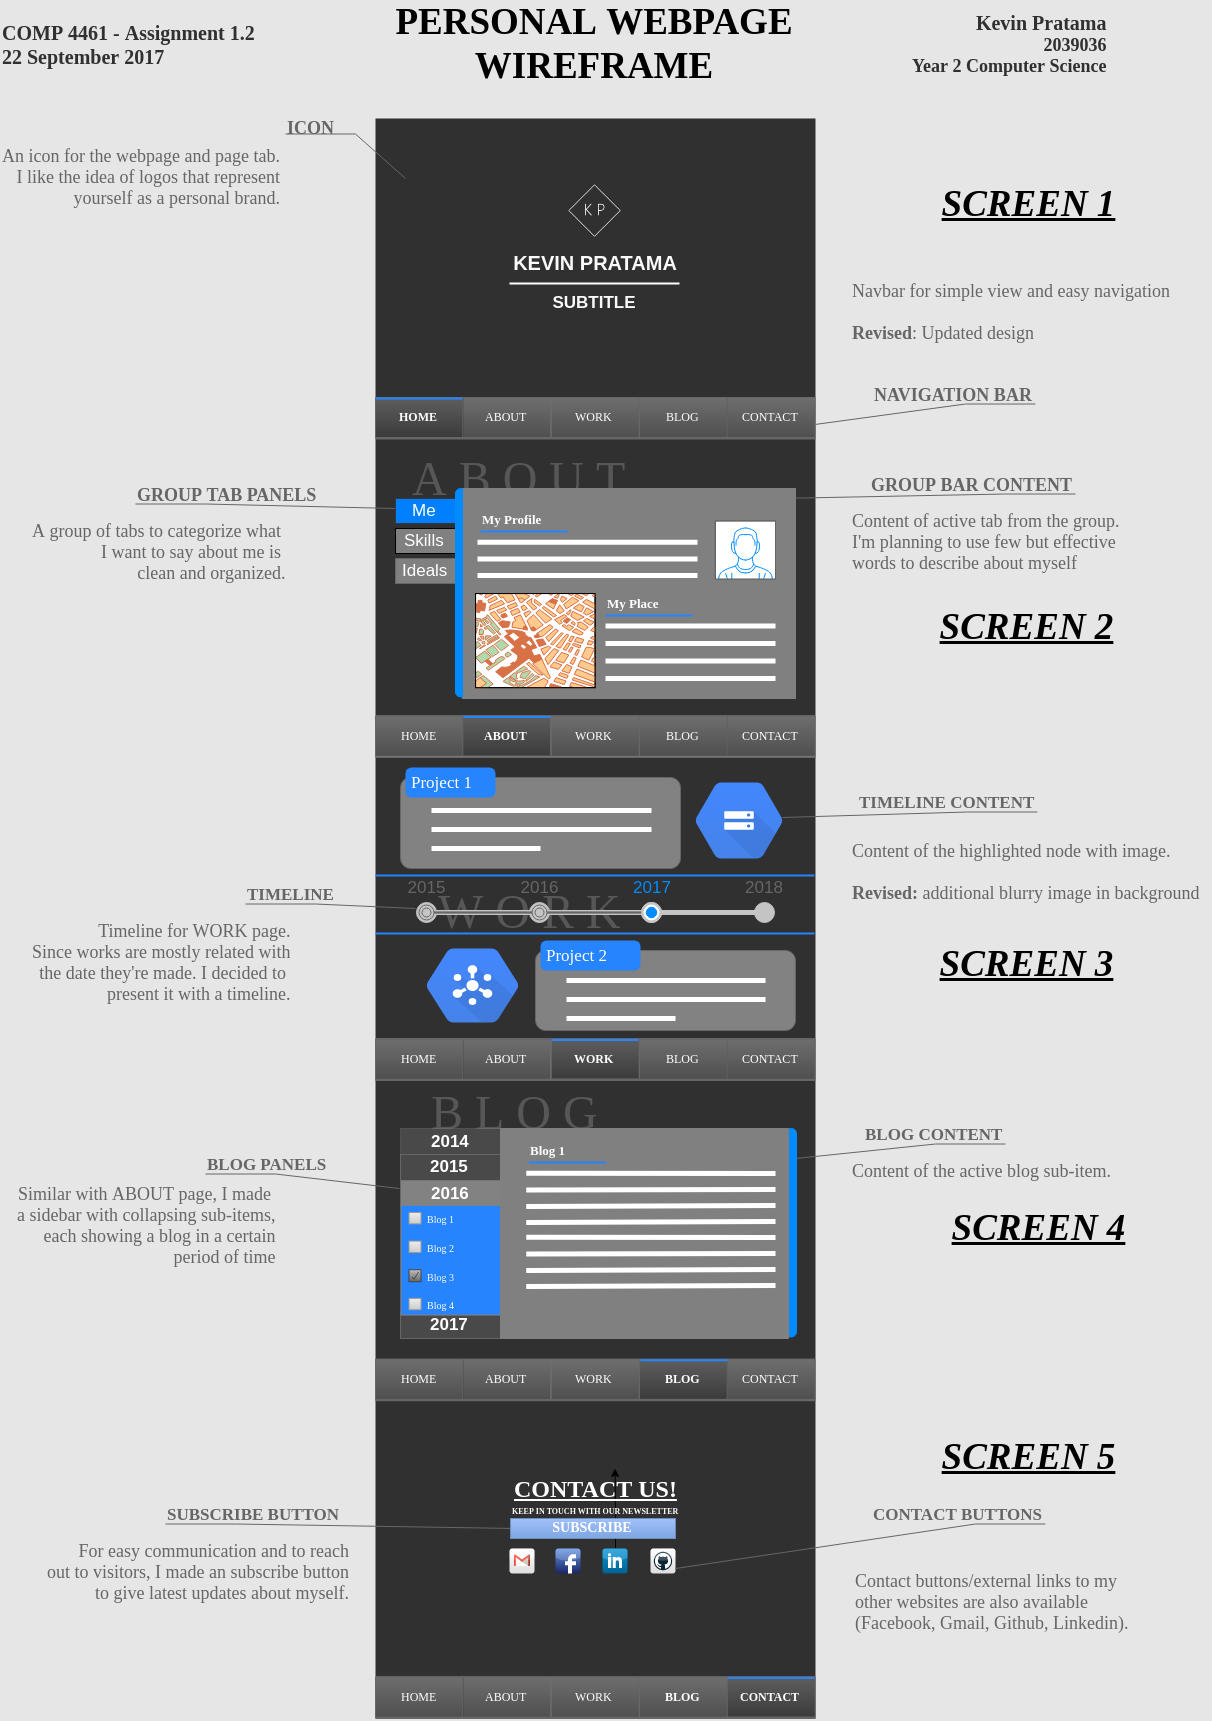 COMP 4461 - Assignment 1.2
22 September 2017
PERSONAL WEBPAGE
WIREFRAME
Kevin Pratama
2039036
Year 2 Computer Science
ICON
An icon for the webpage and page tab.
I like the idea of logos that represent
yourself as a personal brand.
K P
KEVIN PRATAMA
SUBTITLE
SCREEN 1
Navbar for simple view and easy navigation
Revised: Updated design
NAVIGATION BAR
HOME ABOUT WORK BLOG CONTACT
GROUP TAB PANELS
A group of tabs to categorize what
I want to say about me is
clean and organized.
ABOUT
Me
Skills
Ideals
My Profile
My Place
GROUP BAR CONTENT
Content of active tab from the group.
I'm planning to use few but effective
words to describe about myself
SCREEN 2
HOME ABOUT WORK BLOG CONTACT
Project 1
TIMELINE CONTENT
Content of the highlighted node with image.
Revised: additional blurry image in background
TIMELINE
Timeline for WORK page.
Since works are mostly related with
the date they're made. I decided to
present it with a timeline.
2015 2016 2017 2018
WORK
Project 2
SCREEN 3
HOME ABOUT WORK BLOG CONTACT
BLOG
BLOG PANELS
Similar with ABOUT page, I made
a sidebar with collapsing sub-items,
each showing a blog in a certain
period of time
2014
2015
2016
Blog 1
Blog 2
Blog 3
Blog 4
2017
Blog 1
BLOG CONTENT
Content of the active blog sub-item.
SCREEN 4
HOME ABOUT WORK BLOG CONTACT
SCREEN 5
CONTACT US!
KEEP IN TOUCH WITH OUR NEWSLETTER
SUBSCRIBE
f in
SUBSCRIBE BUTTON
For easy communication and to reach
out to visitors, I made an subscribe button
to give latest updates about myself.
CONTACT BUTTONS
Contact buttons/external links to my
other websites are also available
(Facebook, Gmail, Github, Linkedin).
HOME ABOUT WORK BLOG CONTACT